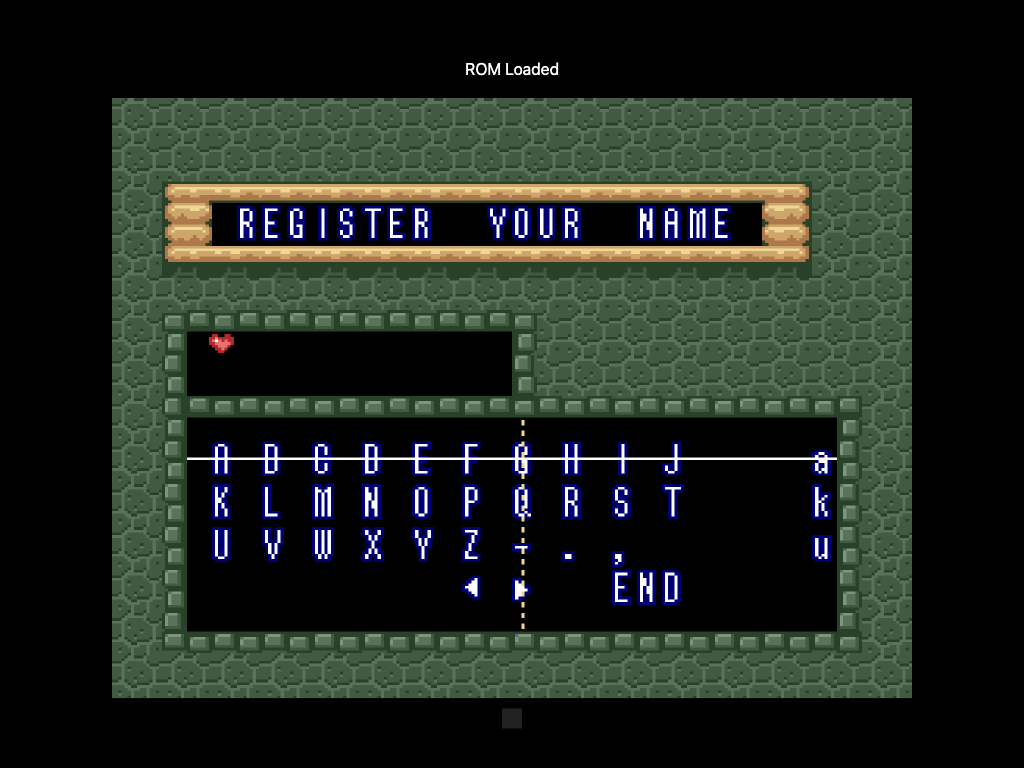 ROM Loaded
REGISTER YOUR NAME
A B C D E F G H I J a
K L M N O P Q R S T k
U V W X Y Z - . , u
END